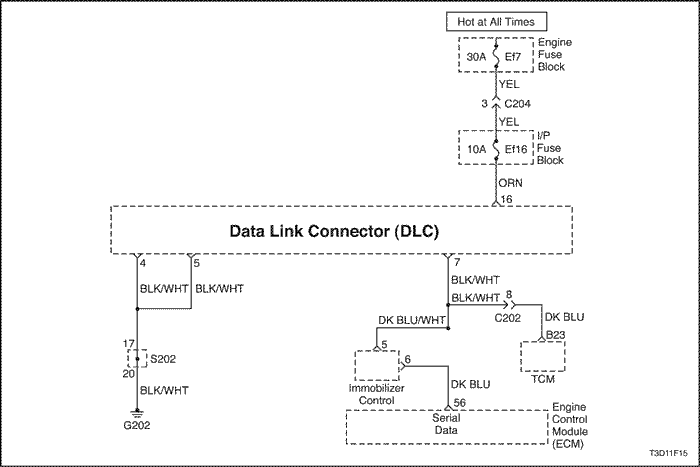 Hot at All Times
30A Ef7
Engine
Fuse
Block
YEL
3 C204
YEL
10A Ef16
I/P
Fuse
Block
ORN
16
Data Link Connector (DLC)
4 5 7
BLK/WHT BLK/WHT
BLK/WHT
BLK/WHT 8
C202
DK BLU
DK BLU/WHT
B23
17
S202
20
5
6
TCM
Immobilizer
Control
BLK/WHT
DK BLU
G202
56
Serial
Data
Engine
Control
Module
(ECM)
T3D11F15